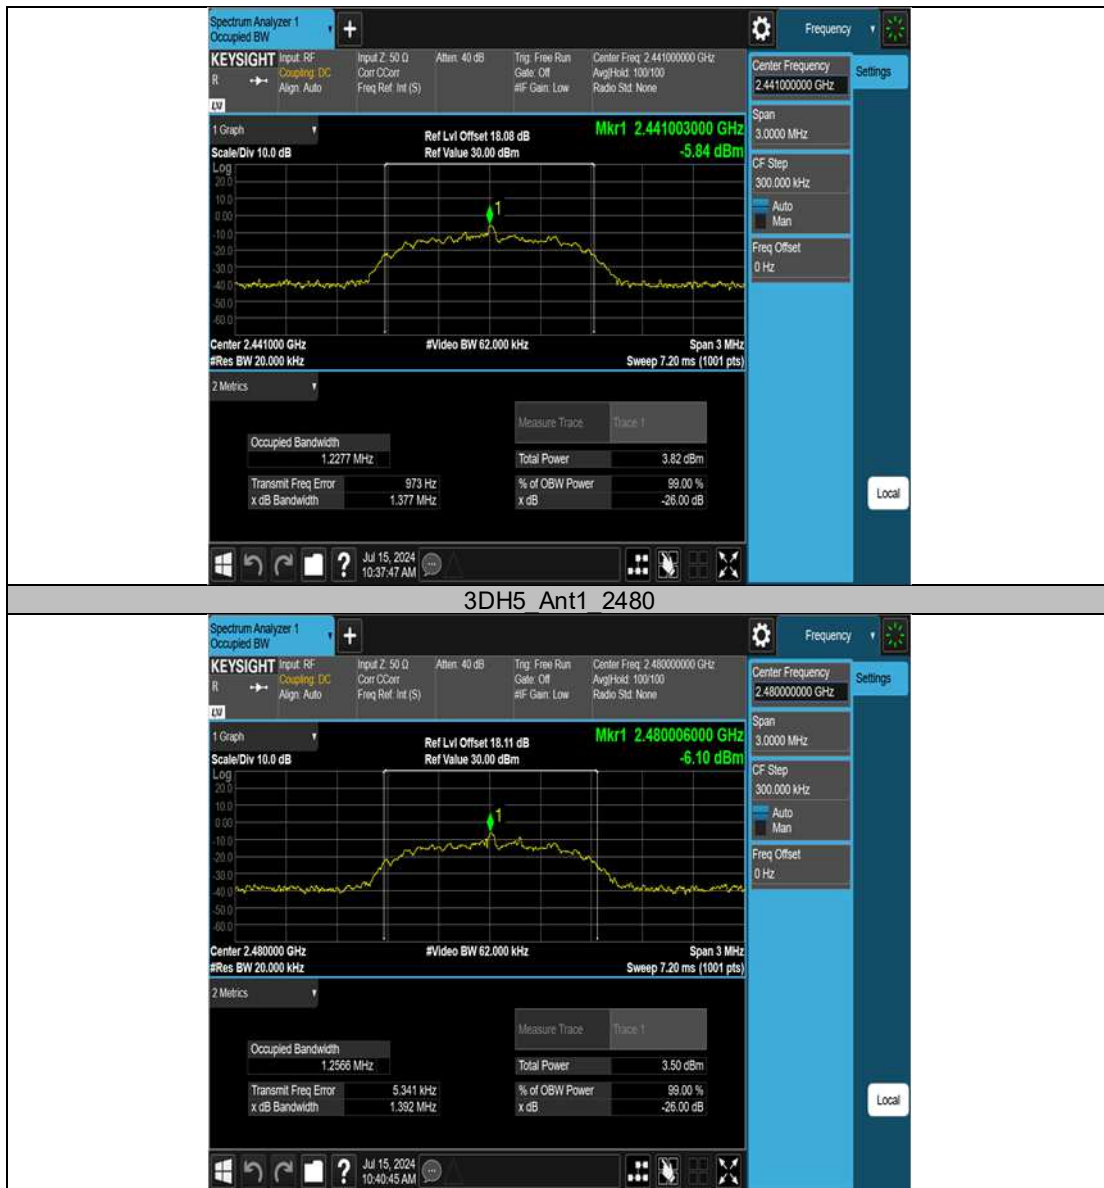 Spectrum Analyzer 1
Occupied BW
+
Frequency
KEYSIGHT Input: RF Input Z: 50 Ω Atten: 40 dB Trig: Free Run Center Freq: 2.441000000 GHz
Coupling: DC Corr CCorr Gate: Off Avg|Hold: 100/100
R Align: Auto Freq Ref: Int (S) #IF Gain: Low Radio Std: None
LXI
Center Frequency
2.441000000 GHz
Settings
Span
3.0000 MHz
CF Step
300.000 kHz
Auto
Man
Freq Offset
0 Hz
Local
1 Graph
Ref Lvl Offset 18.08 dB
Mkr1 2.441003000 GHz
Scale/Div 10.0 dB Ref Value 30.00 dBm -5.84 dBm
Log
20.0
10.0
0.00
-10.0
-20.0
-30.0
-40.0
-50.0
-60.0
1
Center 2.441000 GHz #Video BW 62.000 kHz Span 3 MHz
#Res BW 20.000 kHz Sweep 7.20 ms (1001 pts)
2 Metrics
Measure Trace Trace 1
Occupied Bandwidth
1.2277 MHz Total Power 3.82 dBm
Transmit Freq Error 973 Hz % of OBW Power 99.00 %
x dB Bandwidth 1.377 MHz x dB -26.00 dB
? Jul 15, 2024
10:37:47 AM
3DH5_Ant1_2480
Spectrum Analyzer 1
Occupied BW
+
Frequency
KEYSIGHT Input: RF Input Z: 50 Ω Atten: 40 dB Trig: Free Run Center Freq: 2.480000000 GHz
Coupling: DC Corr CCorr Gate: Off Avg|Hold: 100/100
R Align: Auto Freq Ref: Int (S) #IF Gain: Low Radio Std: None
LXI
Center Frequency
2.480000000 GHz
Settings
Span
3.0000 MHz
CF Step
300.000 kHz
Auto
Man
Freq Offset
0 Hz
Local
1 Graph
Ref Lvl Offset 18.11 dB
Mkr1 2.480006000 GHz
Scale/Div 10.0 dB Ref Value 30.00 dBm -6.10 dBm
Log
20.0
10.0
0.00
-10.0
-20.0
-30.0
-40.0
-50.0
-60.0
1
Center 2.480000 GHz #Video BW 62.000 kHz Span 3 MHz
#Res BW 20.000 kHz Sweep 7.20 ms (1001 pts)
2 Metrics
Measure Trace Trace 1
Occupied Bandwidth
1.2566 MHz Total Power 3.50 dBm
Transmit Freq Error 5.341 kHz % of OBW Power 99.00 %
x dB Bandwidth 1.392 MHz x dB -26.00 dB
? Jul 15, 2024
10:40:45 AM